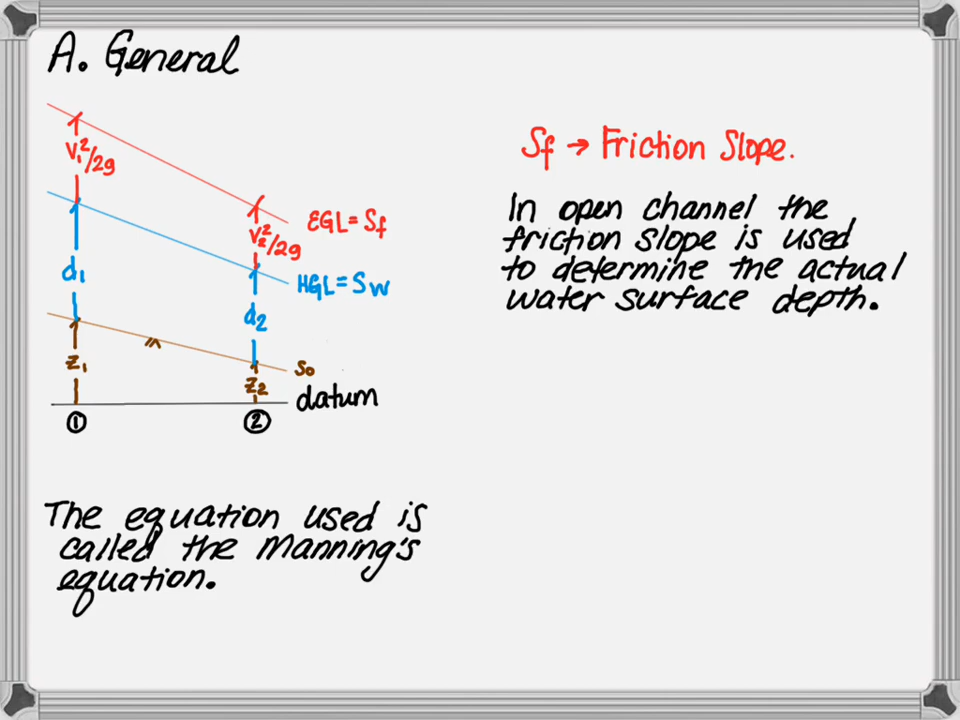 A. General
V₁²/2g
EGL = Sf
V₂²/2g
HGL = Sw
d₁
d₂
Z₁
So
Z₂
datum
①
②
The equation used is
called the Manning's
equation.
Sf → Friction Slope.
In open channel the
friction slope is used
to determine the actual
water surface depth.